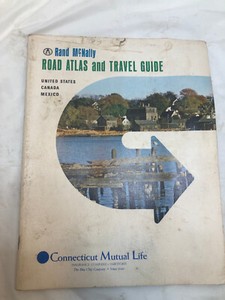 Rand McNally
ROAD ATLAS and TRAVEL GUIDE
UNITED STATES
CANADA
MEXICO
Connecticut Mutual Life